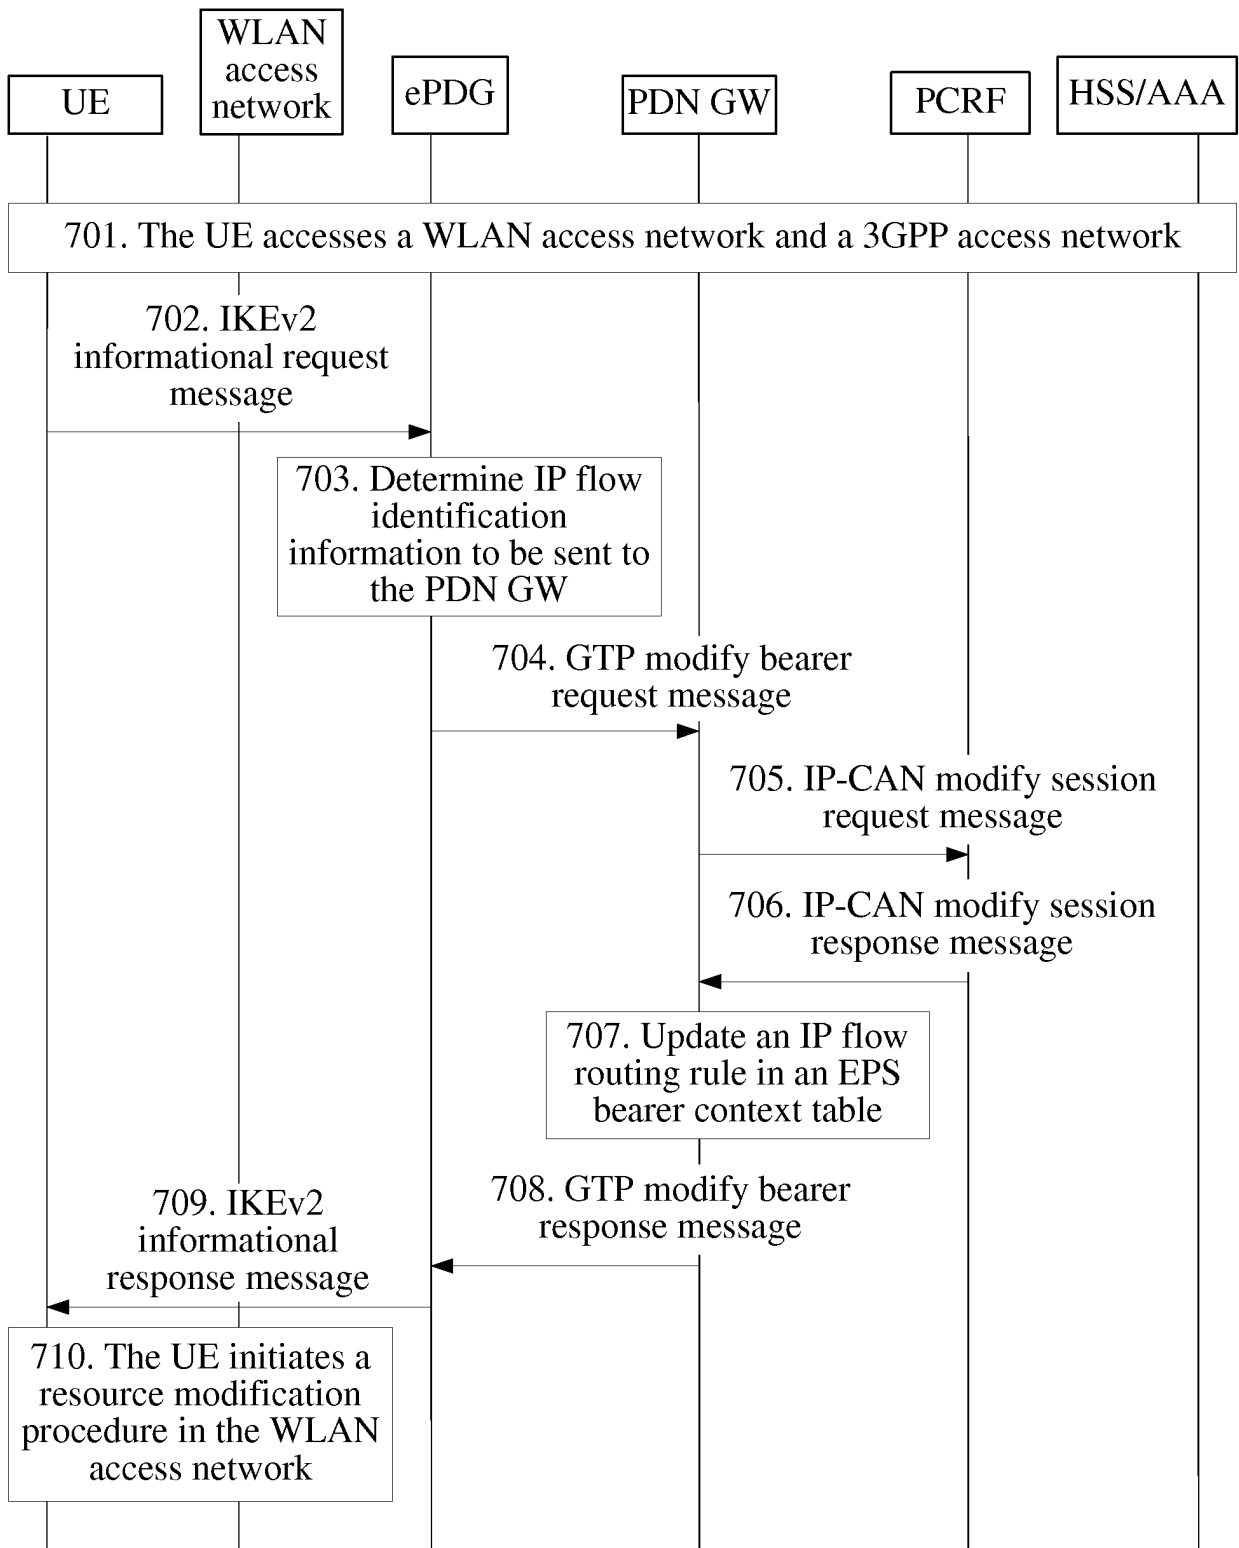 UE
WLAN
access
network
ePDG
PDN GW
PCRF
HSS/AAA
701. The UE accesses a WLAN access network and a 3GPP access network
702. IKEv2
informational request
message
703. Determine IP flow
identification
information to be sent to
the PDN GW
704. GTP modify bearer
request message
705. IP-CAN modify session
request message
706. IP-CAN modify session
response message
707. Update an IP flow
routing rule in an EPS
bearer context table
708. GTP modify bearer
response message
709. IKEv2
informational
response message
710. The UE initiates a
resource modification
procedure in the WLAN
access network